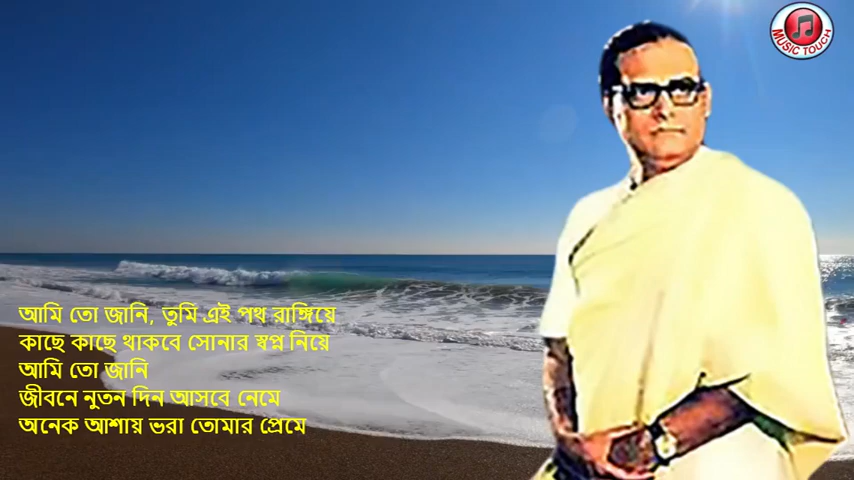 MUSIC TOUCH
আমি তো জানি, তুমি এই পথ রাঙ্গিয়ে
কাছে কাছে থাকবে সোনার স্বপ্ন নিয়ে
আমি তো জানি
জীবনে নুতন দিন আসবে নেমে
অনেক আশায় ভরা তোমার প্রেমে